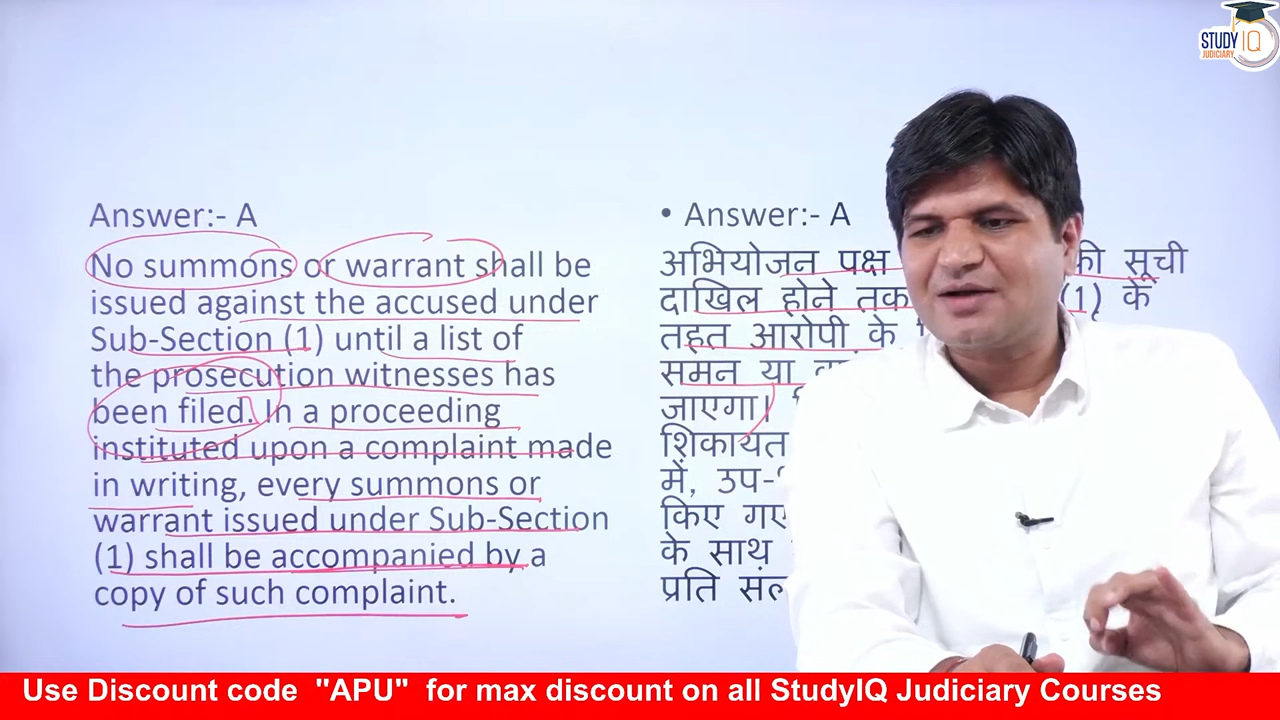 STUDY IQ
JUDICIARY
Answer:- A
No summons or warrant shall be
issued against the accused under
Sub-Section (1) until a list of
the prosecution witnesses has
been filed. In a proceeding
instituted upon a complaint made
in writing, every summons or
warrant issued under Sub-Section
(1) shall be accompanied by a
copy of such complaint.
• Answer:- A
अभियोजन पक्ष की सूची
दाखिल होने तक (1) के
तहत आरोपी के
समन या
जाएगा।
शिकायत
में,
किए गए
के साथ
प्रति
Use Discount code "APU" for max discount on all StudyIQ Judiciary Courses